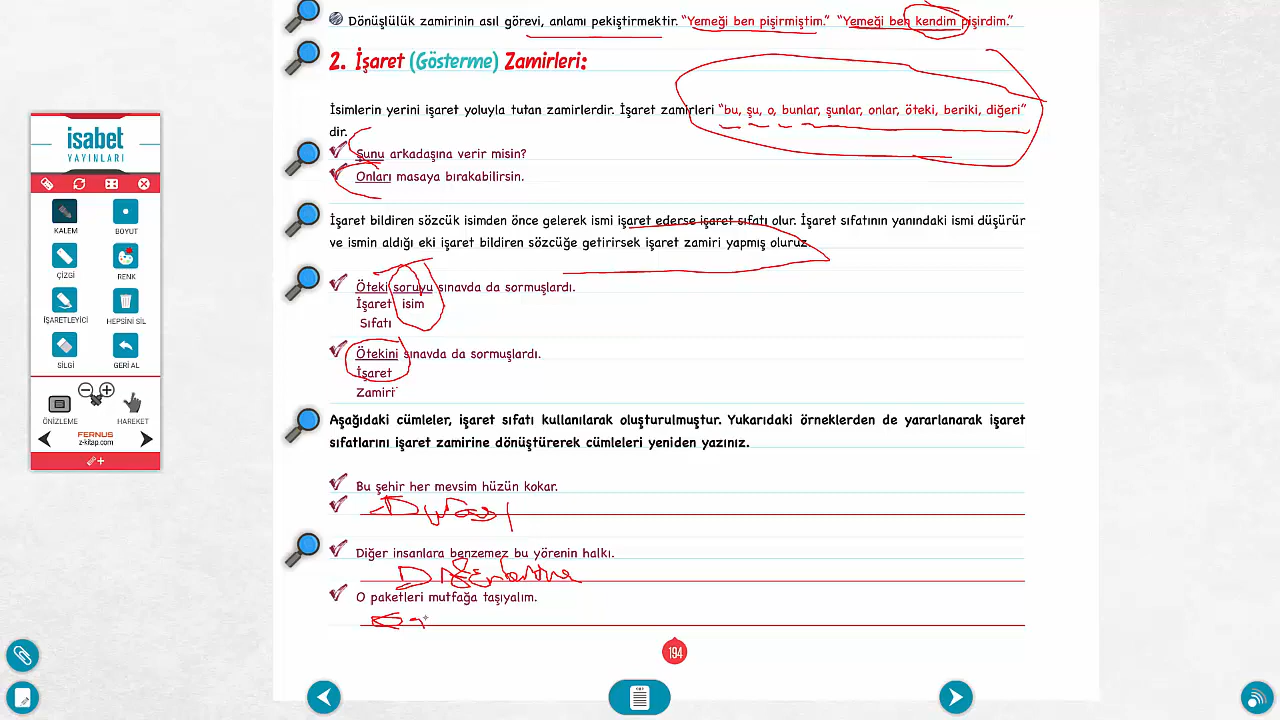 Dönüşlülük zamirinin asıl görevi, anlamı pekiştirmektir. “Yemeği ben pişirmiştim.” “Yemeği ben kendim pişirdim.”
2. İşaret (Gösterme) Zamirleri:
İsimlerin yerini işaret yoluyla tutan zamirlerdir. İşaret zamirleri “bu, şu, o, bunlar, şunlar, onlar, öteki, beriki, diğeri”
dir.
Şunu arkadaşına verir misin?
Onları masaya bırakabilirsin.
İşaret bildiren sözcük isimden önce gelerek ismi işaret ederse işaret sıfatı olur. İşaret sıfatının yanındaki ismi düşürür
ve ismin aldığı eki işaret bildiren sözcüğe getirirsek işaret zamiri yapmış oluruz.
Öteki soruyu sınavda da sormuşlardı.
İşaret isim
Sıfatı
Ötekini sınavda da sormuşlardı.
İşaret
Zamiri
Aşağıdaki cümleler, işaret sıfatı kullanılarak oluşturulmuştur. Yukarıdaki örneklerden de yararlanarak işaret
sıfatlarını işaret zamirine dönüştürerek cümleleri yeniden yazınız.
Bu şehir her mevsim hüzün kokar.
Diğer insanlara benzemez bu yörenin halkı.
Diğerlerine
O paketleri mutfağa taşıyalım.
194
isabet
YAYINLARI
KALEM
BOYUT
ÇİZGİ
RENK
İŞARETLEYİCİ
HEPSİNİ SİL
SİLGİ
GERİ AL
ÖNİZLEME
HAREKET
FERNUS
z-kitap.com